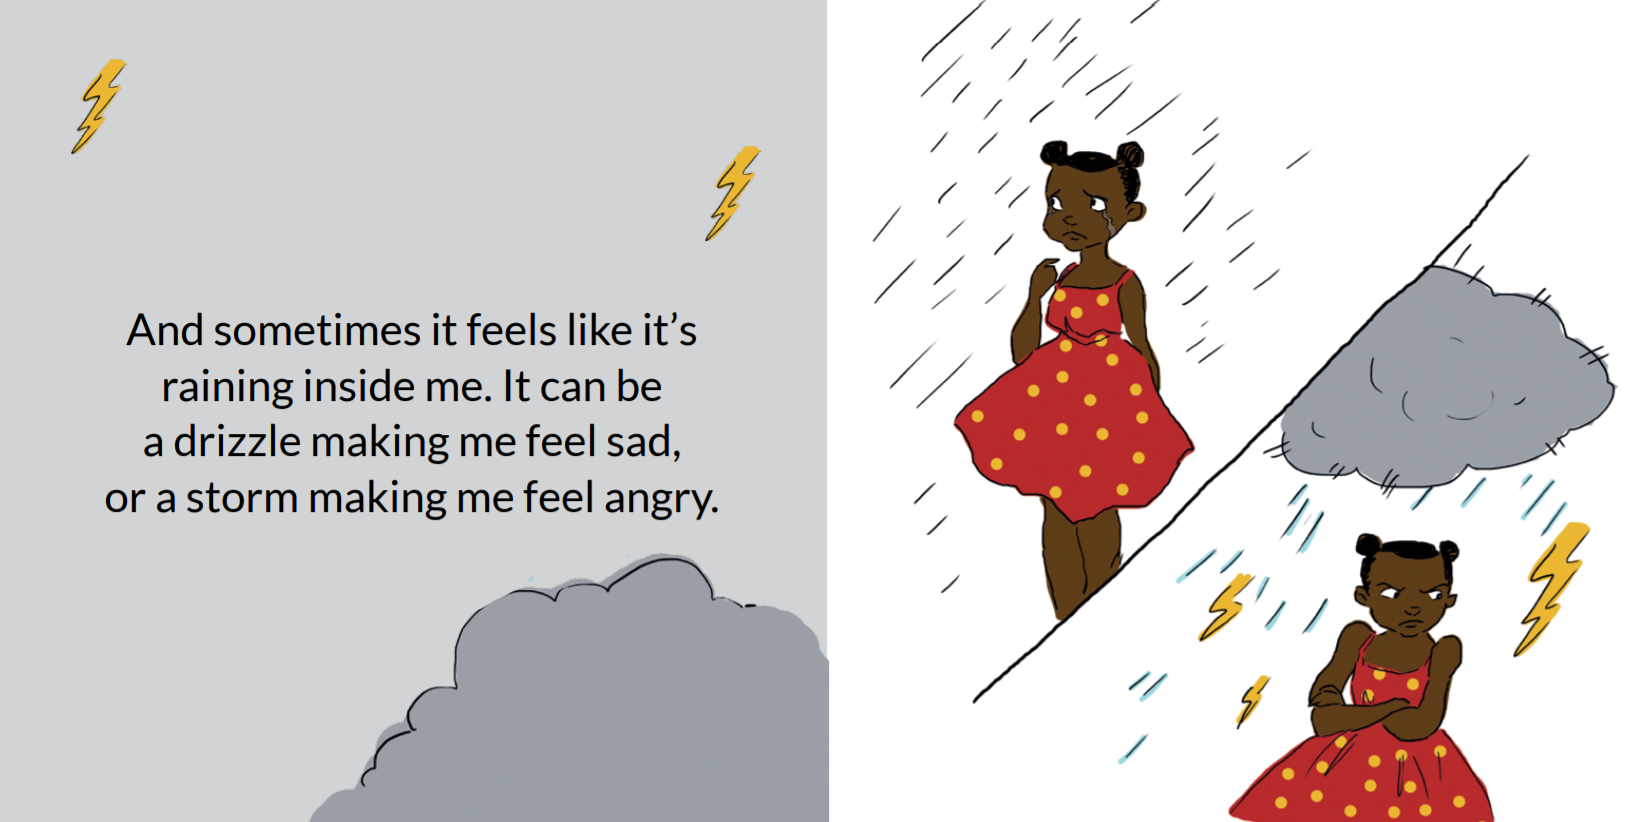 And sometimes it feels like it’s
raining inside me. It can be
a drizzle making me feel sad,
or a storm making me feel angry.